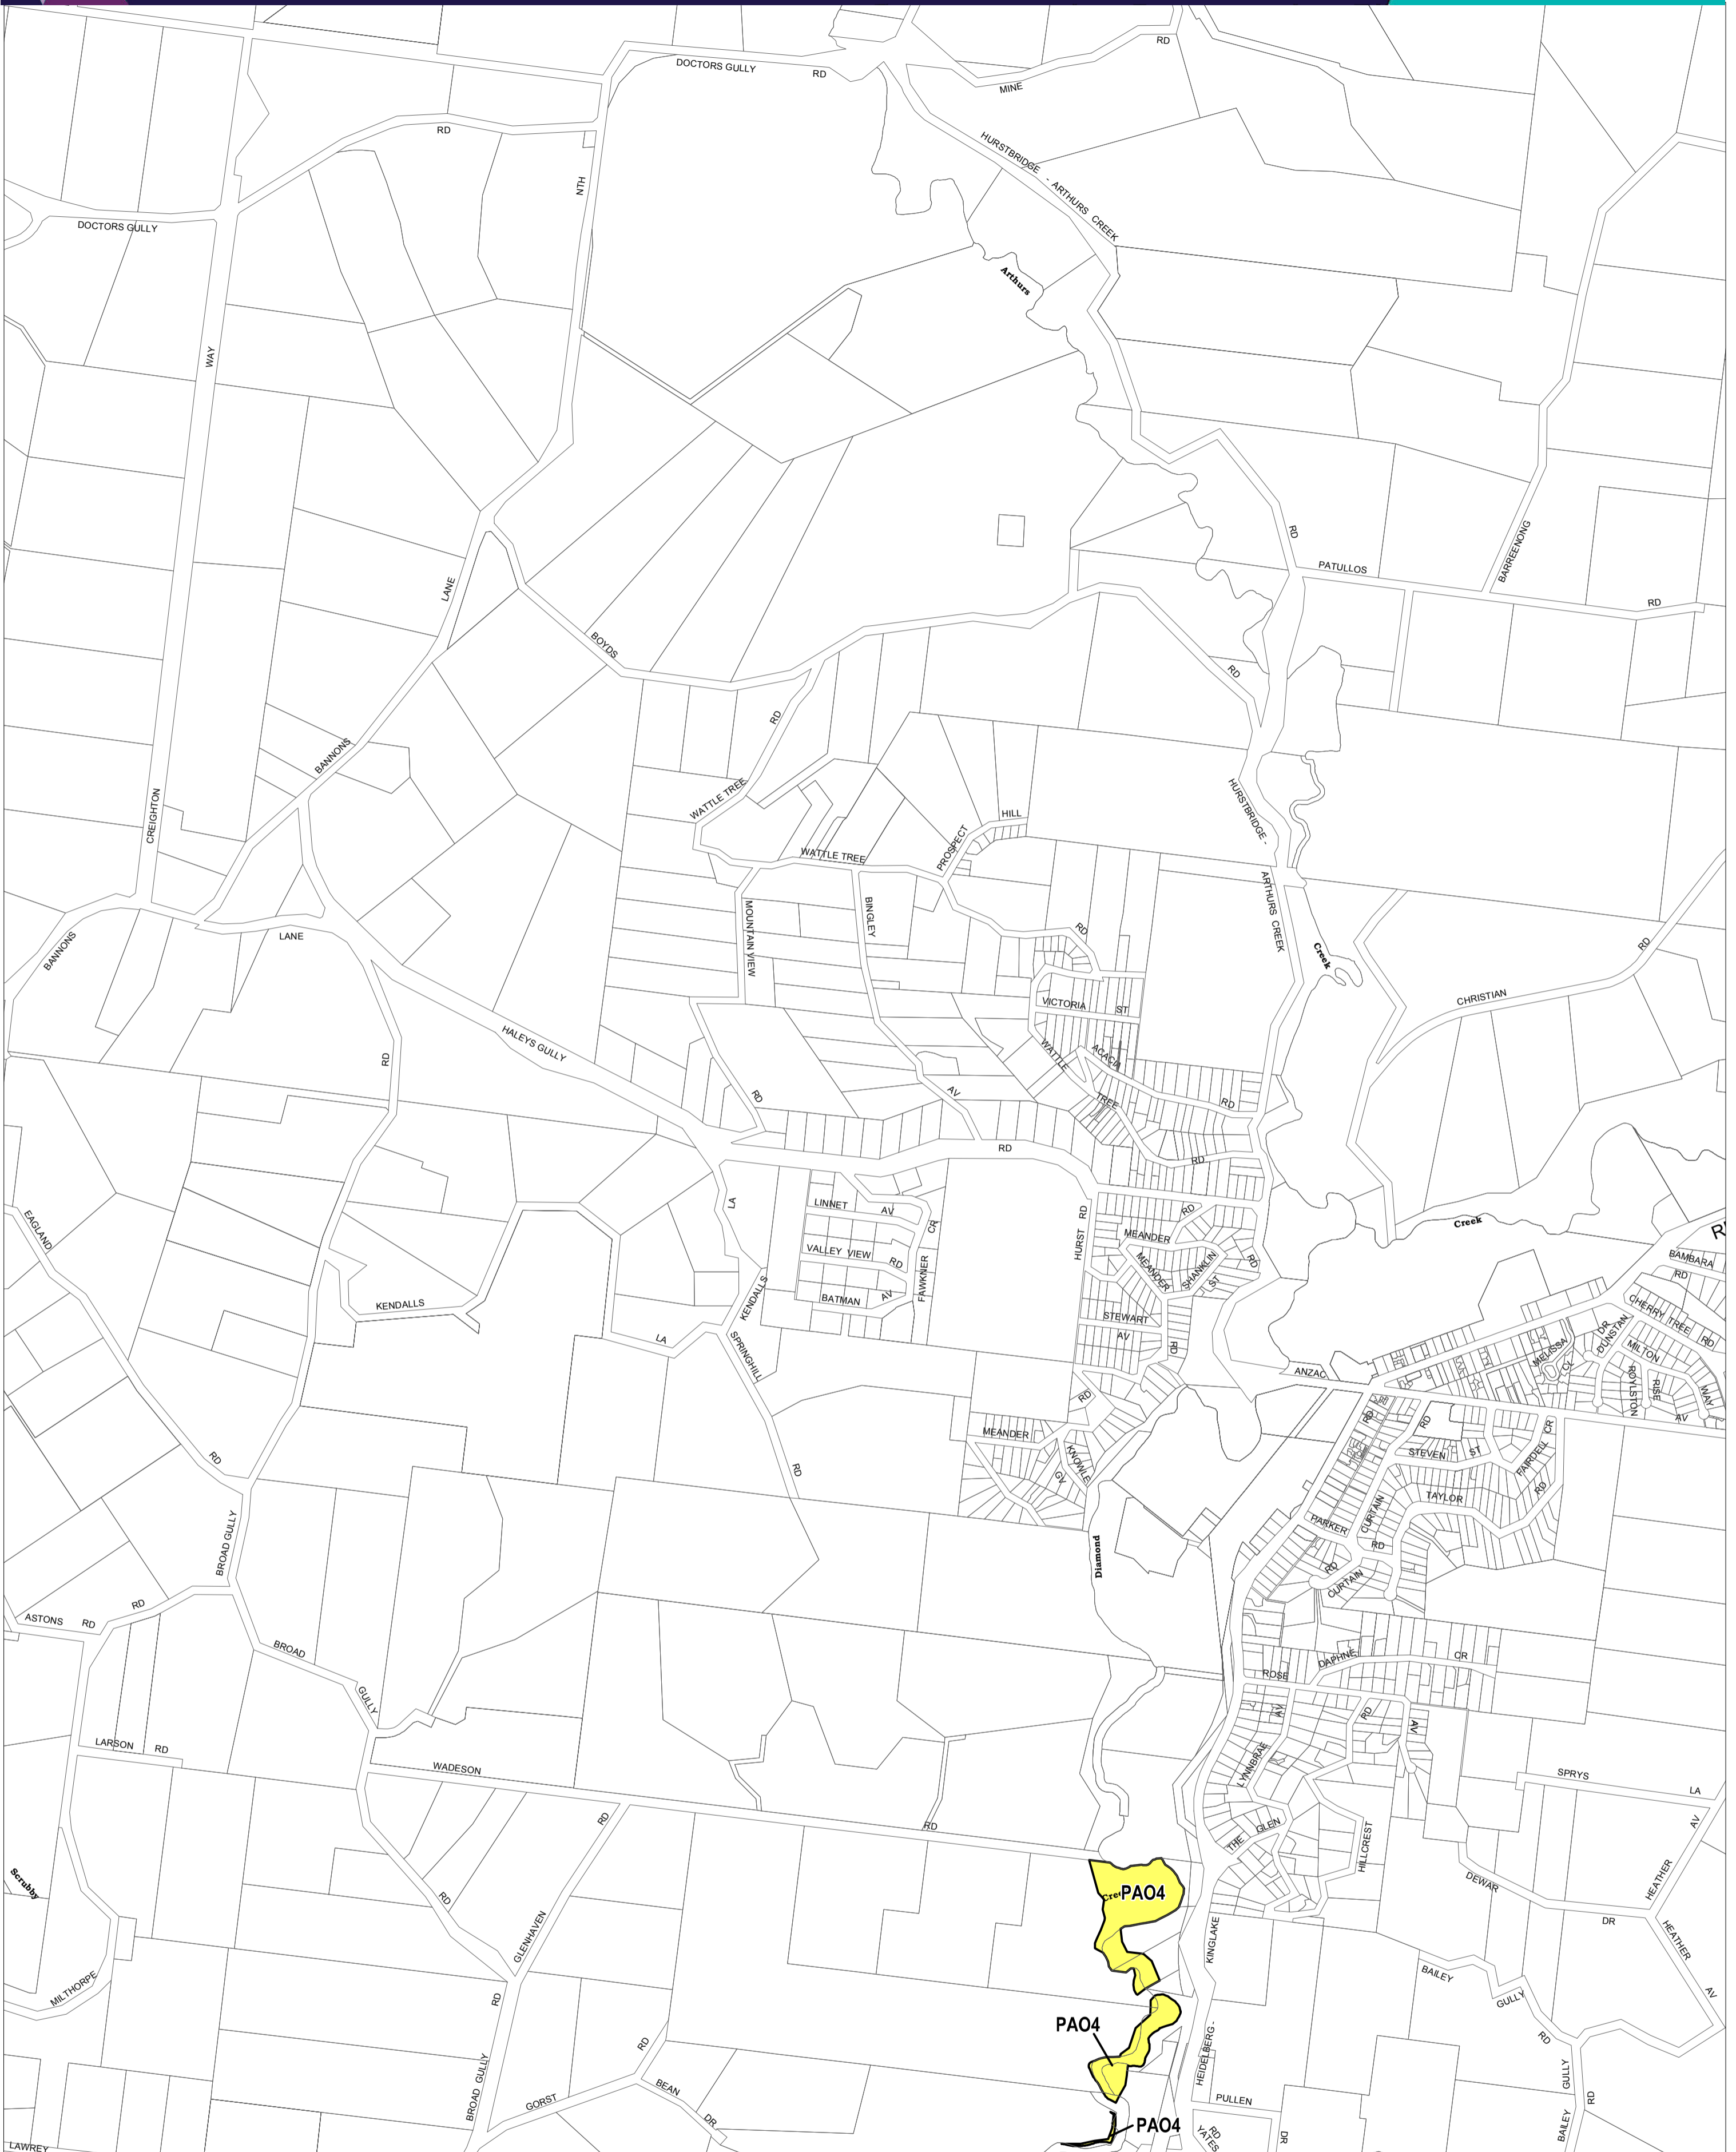 RD
DOCTORS GULLY
RD
MINE
RD
HURSTBRIDGE - ARTHURS CREEK
NTH
DOCTORS GULLY
Arthurs
WAY
RD
BARREENONG
PATULLOS
RD
LANE
BOYDS
RD
RD
BANNONS
WATTLE TREE
HURSTBRIDGE -
CREIGHTON
HILL
PROSPECT
WATTLE TREE
ARTHURS CREEK
MOUNTAIN VIEW
BINGLEY
RD
BANNONS
LANE
RD
Creek
CHRISTIAN
VICTORIA
ST
HALEYS GULLY
RD
WATTLE
ACACIA
RD
AV
TREE
RD
RD
RD
LA
LINNET
AV
CR
HURST
RD
RD
MEANDER
Creek
EAGLAND
VALLEY VIEW
RD
MEANDER
SHANKLIN
ST
RD
BAMBARA
RD
FAWKNER
KENDALLS
KENDALLS
BATMAN
AV
STEWART
AV
RD
CHERRY TREE
RD
DR
DUNSTAN
LA
SPRINGHILL
MELISSA
CL
MILTON
ANZAC
ROYLSTON
RISE
WAY
RD
AV
MEANDER
RD
RD
CR
KNOWLE
GV
STEVEN
ST
FAIRDELL
RD
RD
TAYLOR
RD
CURTAIN
PARKER
BROAD GULLY
Diamond
RD
RD
CURTAIN
RD
ASTONS
RD
BROAD
DAPHNE
CR
ROSE
GULLY
AV
RD
AV
LARSON
RD
LYNNBRAE
WADESON
SPRYS
LA
RD
RD
AV
THE GLEN
HILLCREST
Scrubby
PAO4
DEWAR
HEATHER
RD
DR
GLENHAVEN
KINGLAKE
HEATHER
BAILEY
MILTHORPE
AV
GULLY
RD
PAO4
RD
RD
HEIDELBERG -
GULLY
BROAD GULLY
BEAN
GORST
PULLEN
RD
DR
PAO4
RD
YATES
DR
BAILEY
LAWREY